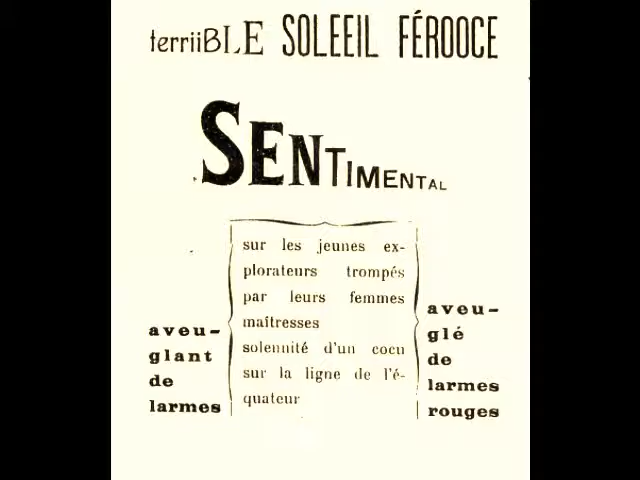 terriiBLE SOLEEIL FÉROOCE
SENTIMENTAL
aveu-
glant
de
larmes
sur les jeunes ex-
plorateurs trompés
par leurs femmes
maîtresses
solennité d'un cocu
sur la ligne de l'é-
quateur
aveu-
glé
de
larmes
rouges